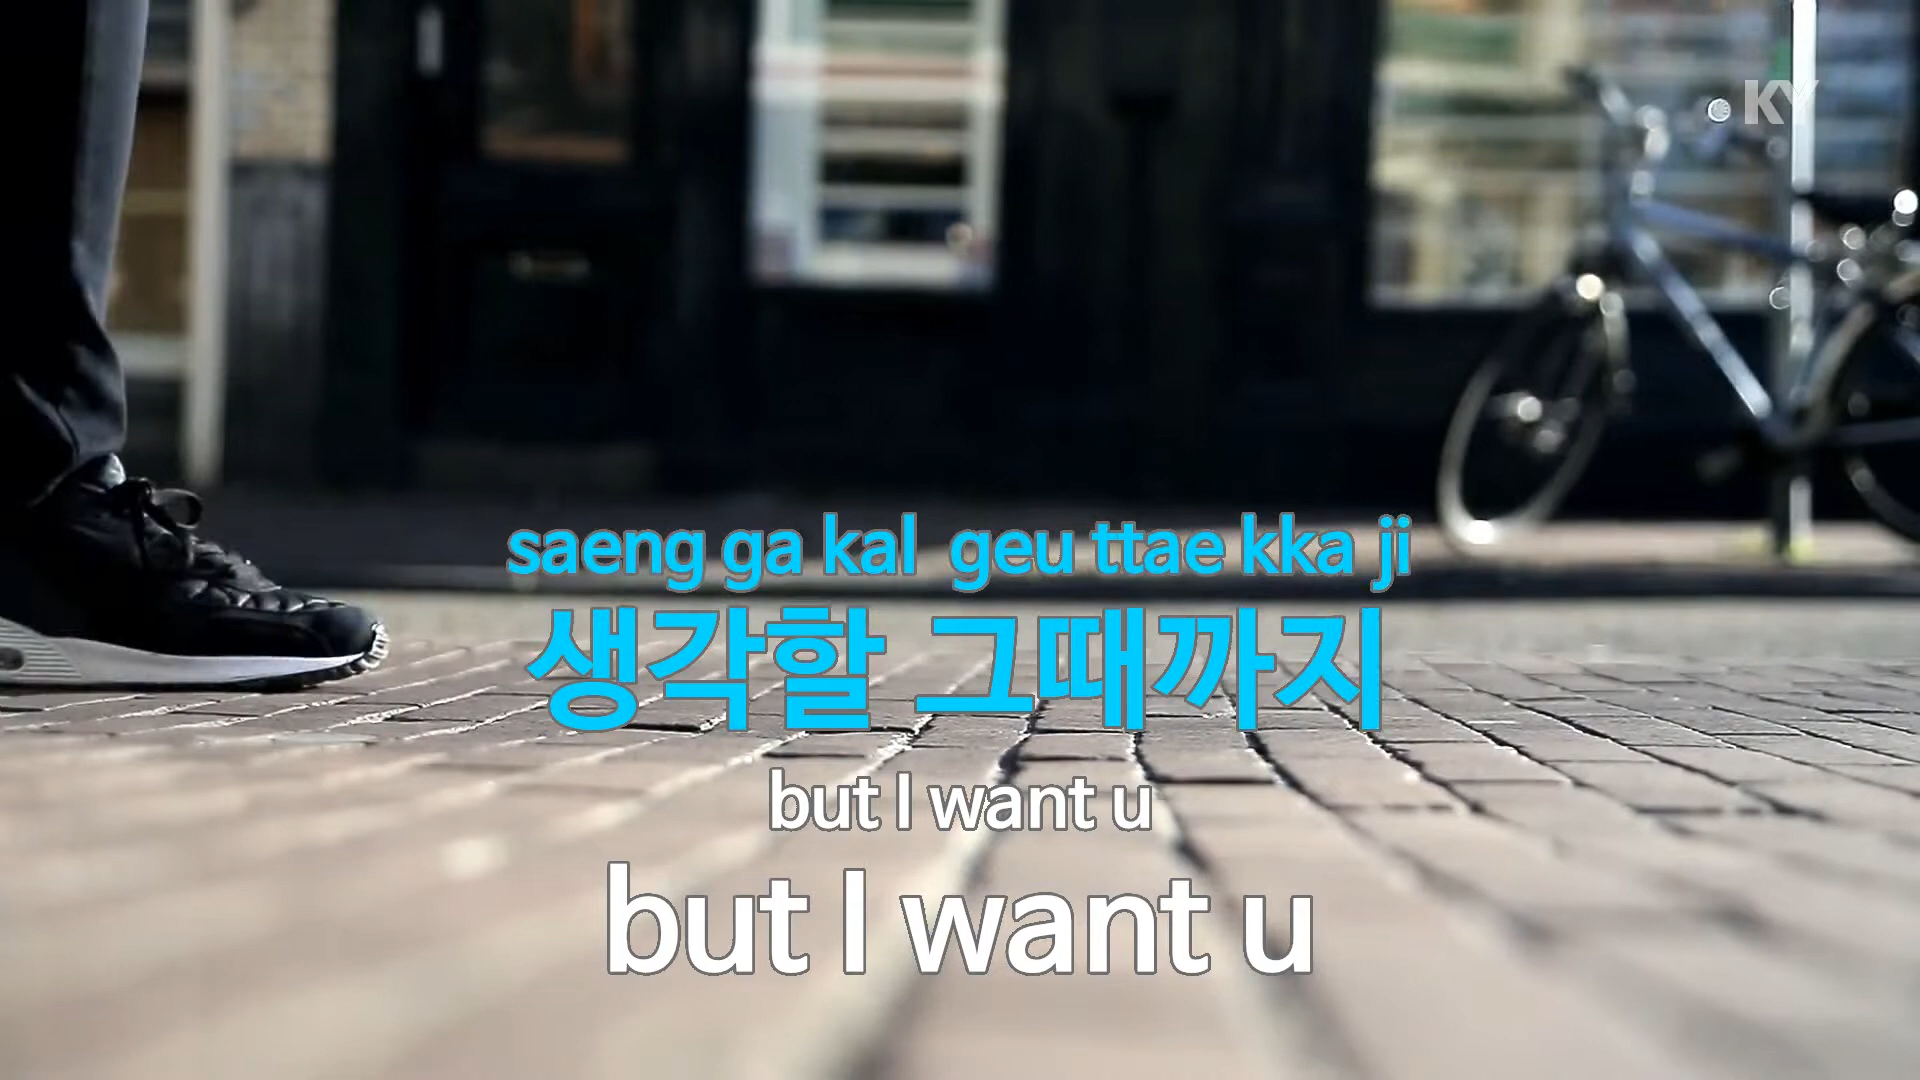 KY
saeng ga kal geu ttae kka ji
생각할 그때까지
but I want u
but I want u